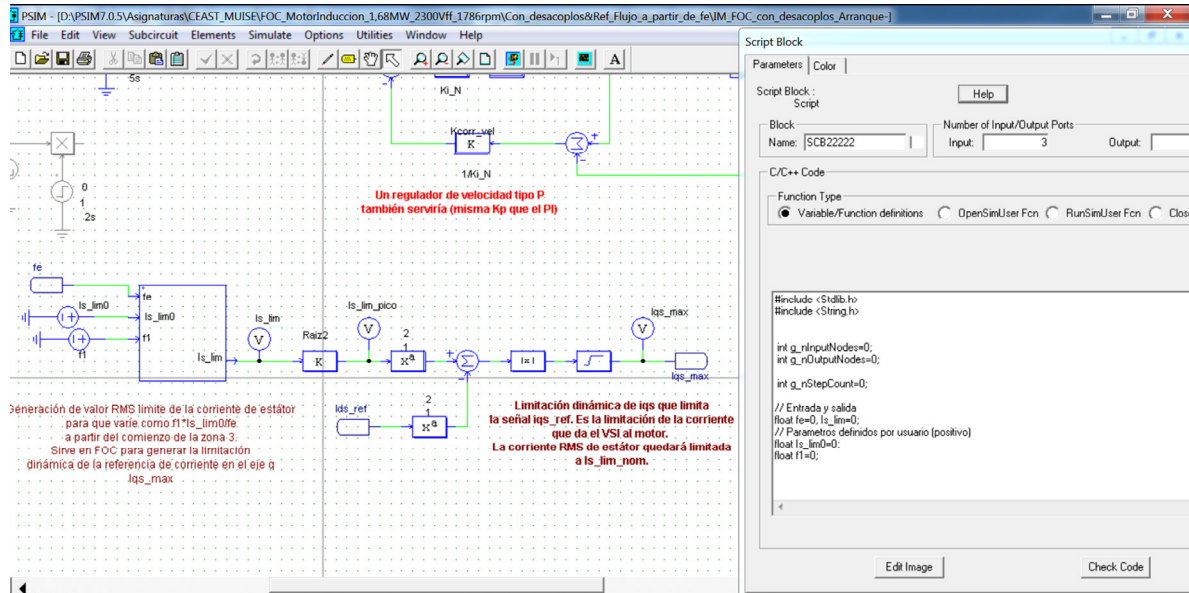 PSIM - [D:\PSIM7.0.5\Asignaturas\CEAST_MUISE\FOC_MotorInduccion_1,68MW_2300Vff_1786rpm\Con_desacoplos&Ref_Flujo_a_partir_de_fe\IM_FOC_con_desacoplos_Arranque-]
File Edit View Subcircuit Elements Simulate Options Utilities Window Help
5s
Ki_N
Kcorr_vel
K
1/Ki_N
Un regulador de velocidad tipo P
también serviría (misma Kp que el PI)
0
1
2s
fe
Is_lim0
f1
fe
Is_lim0
f1
Is_lim
Is_lim
V
Raiz2
K
Is_lim_pico
V
2
1
x^a
Σ
|x|
Iqs_max
V
Iqs_max
Ids_ref
2
1
x^a
Generación de valor RMS limite de la corriente de estátor
para que varíe como f1*Is_lim0/fe
a partir del comienzo de la zona 3.
Sirve en FOC para generar la limitación
dinámica de la referencia de corriente en el eje q
Iqs_max
Limitación dinámica de iqs que limita
la señal iqs_ref. Es la limitación de la corriente
que da el VSI al motor.
La corriente RMS de estátor quedará limitada
a Is_lim_nom.
Script Block
Parameters Color
Script Block :
Script
Help
Block
Name: SCB22222
Number of Input/Output Ports
Input: 3 Output:
C/C++ Code
Function Type
Variable/Function definitions OpenSimUser Fcn RunSimUser Fcn Clos
#include <Stdlib.h>
#include <String.h>
int g_nInputNodes=0;
int g_nOutputNodes=0;
int g_nStepCount=0;
// Entrada y salida
float fe=0, Is_lim=0;
// Parametros definidos por usuario (positivo)
float Is_lim0=0;
float f1=0;
Edit Image Check Code